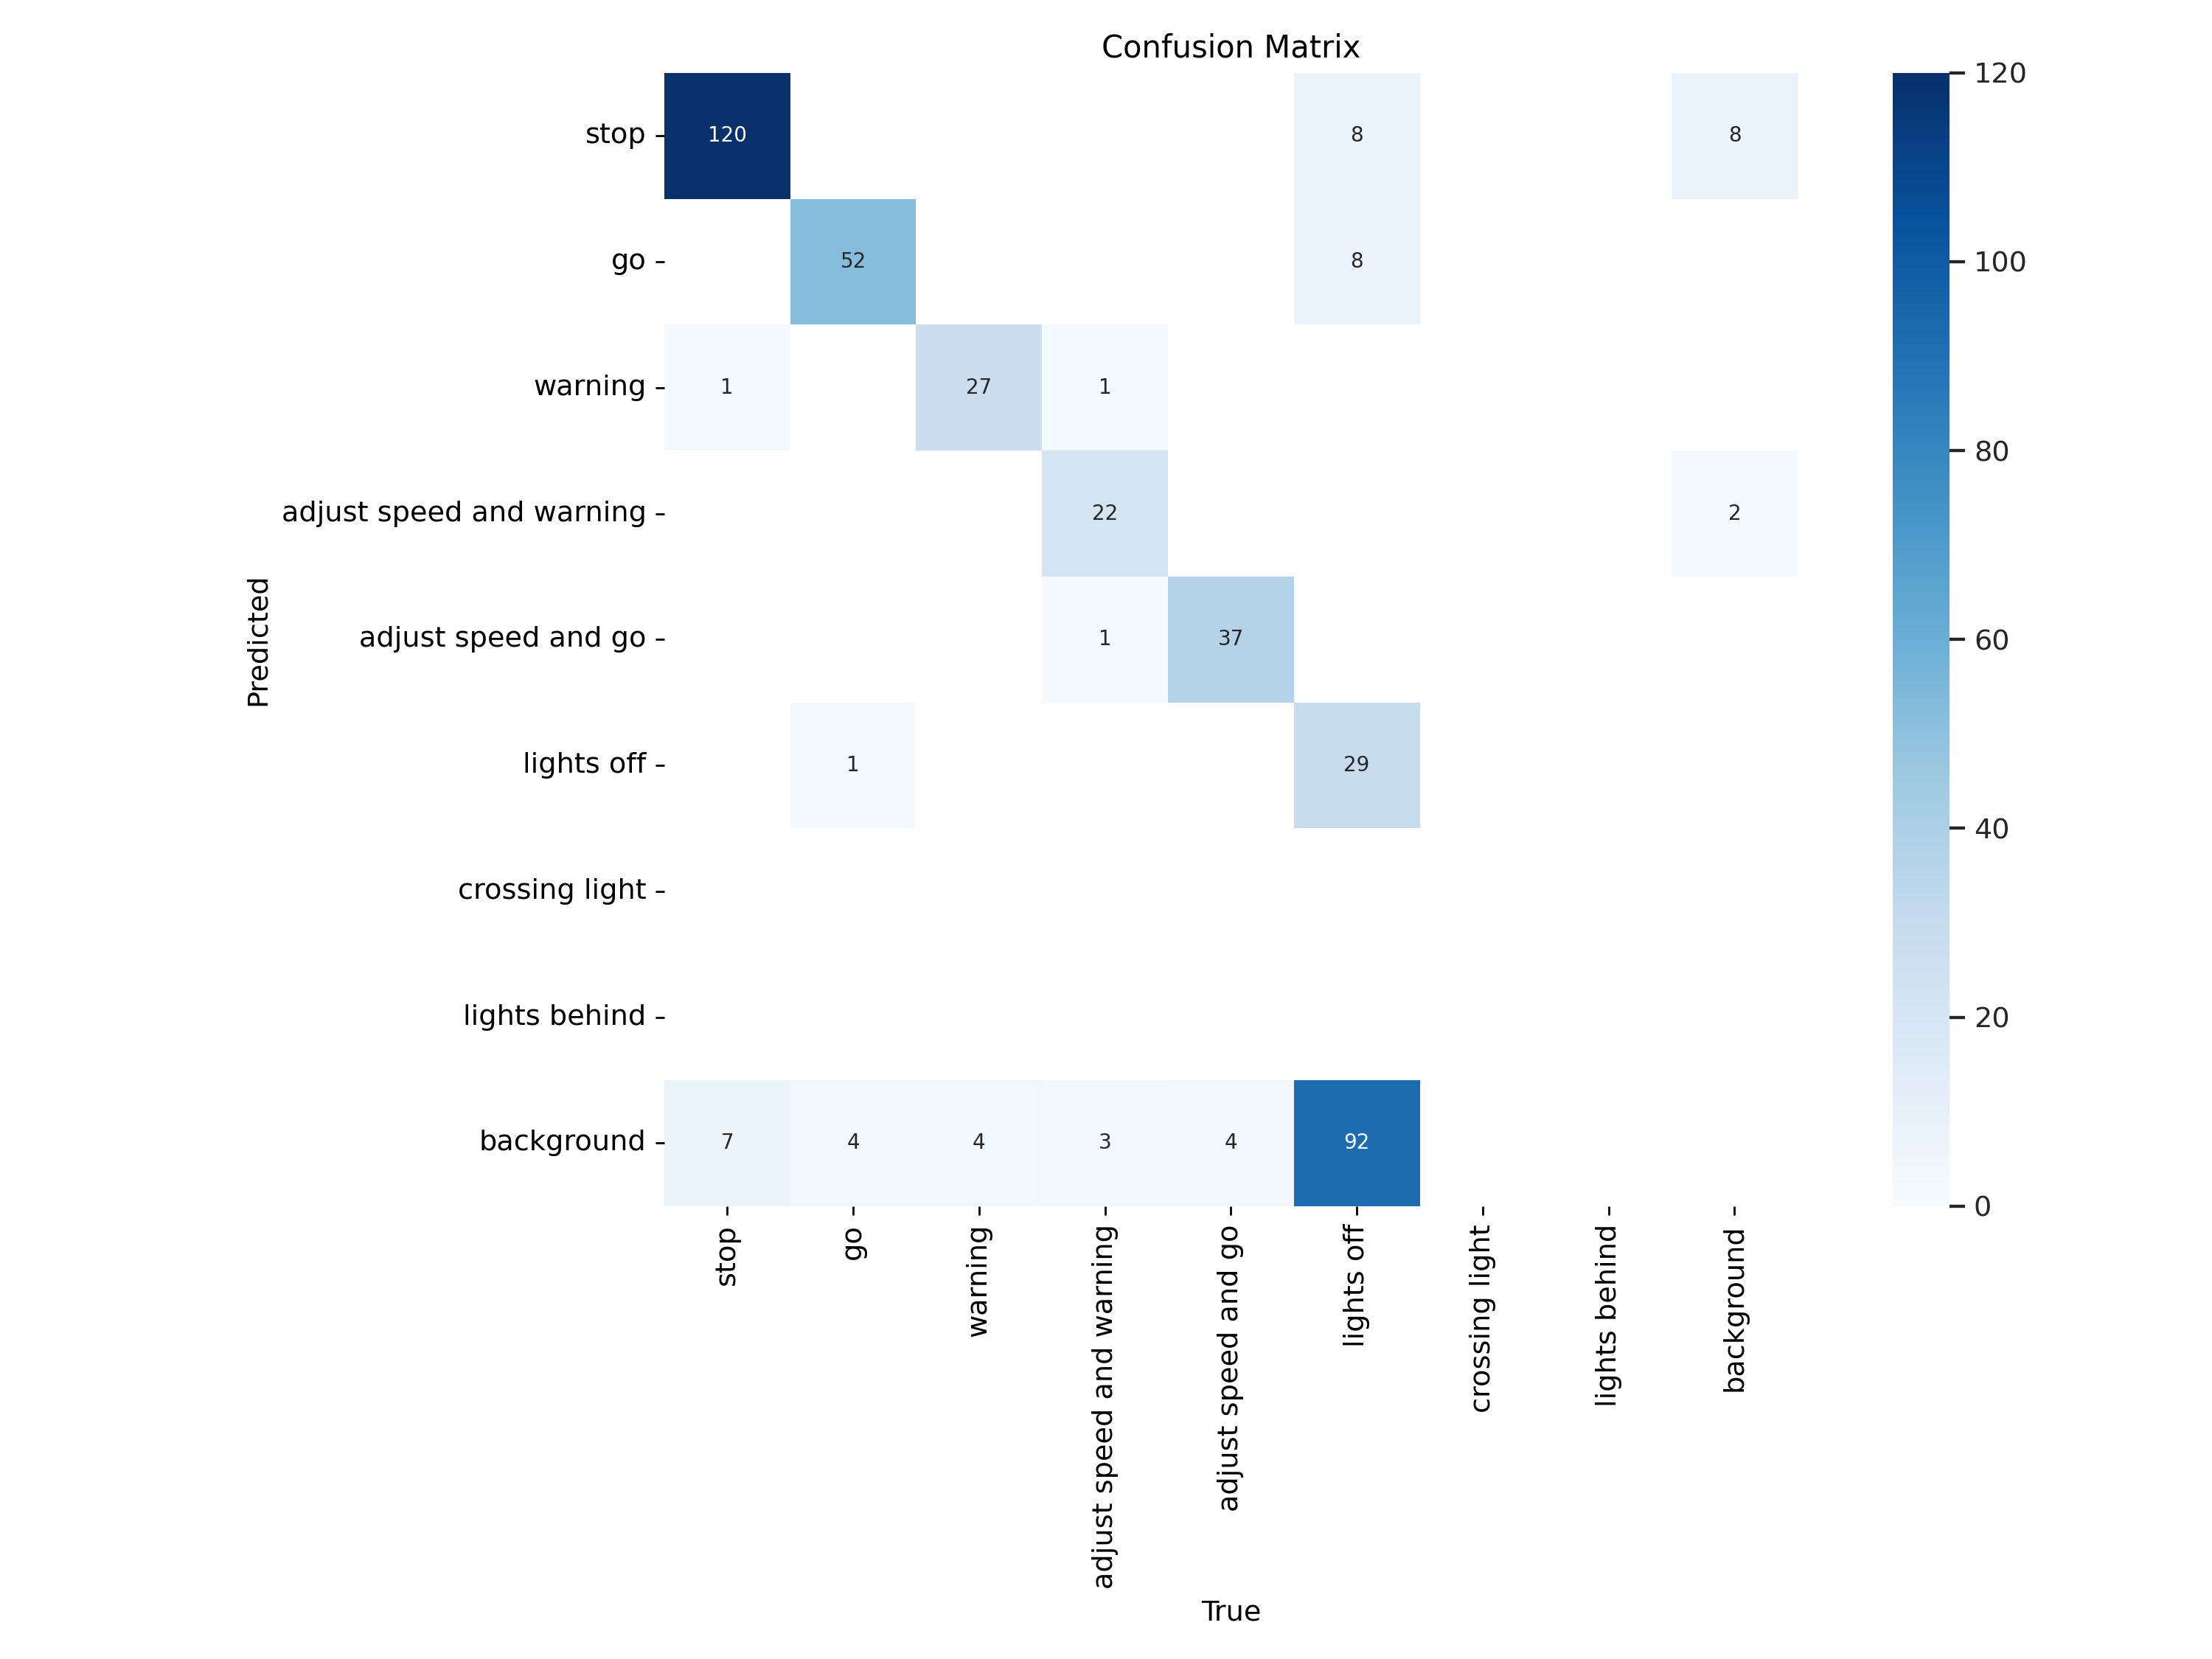 Confusion Matrix
stop
120
8
8
120
go
52
8
100
warning
1
27
1
80
adjust speed and warning
22
2
Predicted
adjust speed and go
1
37
60
lights off
1
29
40
crossing light
lights behind
20
background
7
4
4
3
4
92
0
stop
go
warning
adjust speed and warning
adjust speed and go
lights off
crossing light
lights behind
background
True